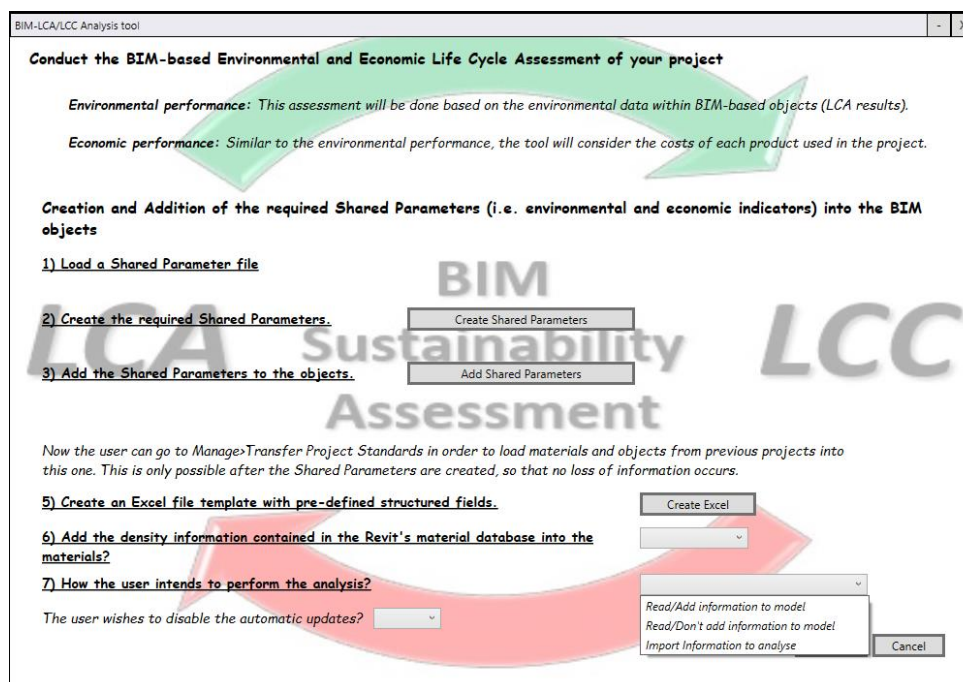 BIM-LCA/LCC Analysis tool
Conduct the BIM-based Environmental and Economic Life Cycle Assessment of your project
Environmental performance: This assessment will be done based on the environmental data within BIM-based objects (LCA results).
Economic performance: Similar to the environmental performance, the tool will consider the costs of each product used in the project.
Creation and Addition of the required Shared Parameters (i.e. environmental and economic indicators) into the BIM
objects
1) Load a Shared Parameter file
BIM
2) Create the required Shared Parameters.
Create Shared Parameters
LCA
Sustainability
LCC
3) Add the Shared Parameters to the objects.
Add Shared Parameters
Assessment
Now the user can go to Manage>Transfer Project Standards in order to load materials and objects from previous projects into
this one. This is only possible after the Shared Parameters are created, so that no loss of information occurs.
5) Create an Excel file template with pre-defined structured fields.
Create Excel
6) Add the density information contained in the Revit's material database into the
materials?
7) How the user intends to perform the analysis?
Read/Add information to model
Read/Don't add information to model
Import Information to analyse
The user wishes to disable the automatic updates?
Cancel